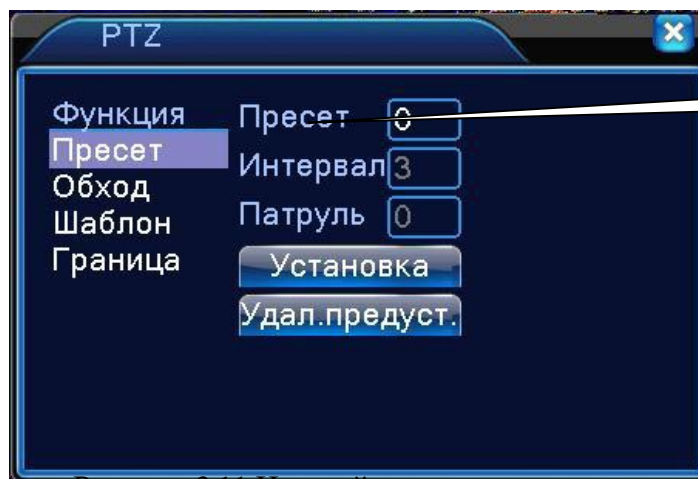 PTZ
Функция
Пресет
Обход
Шаблон
Граница
Пресет 0
Интервал 3
Патруль 0
Установка
Удал.предуст.